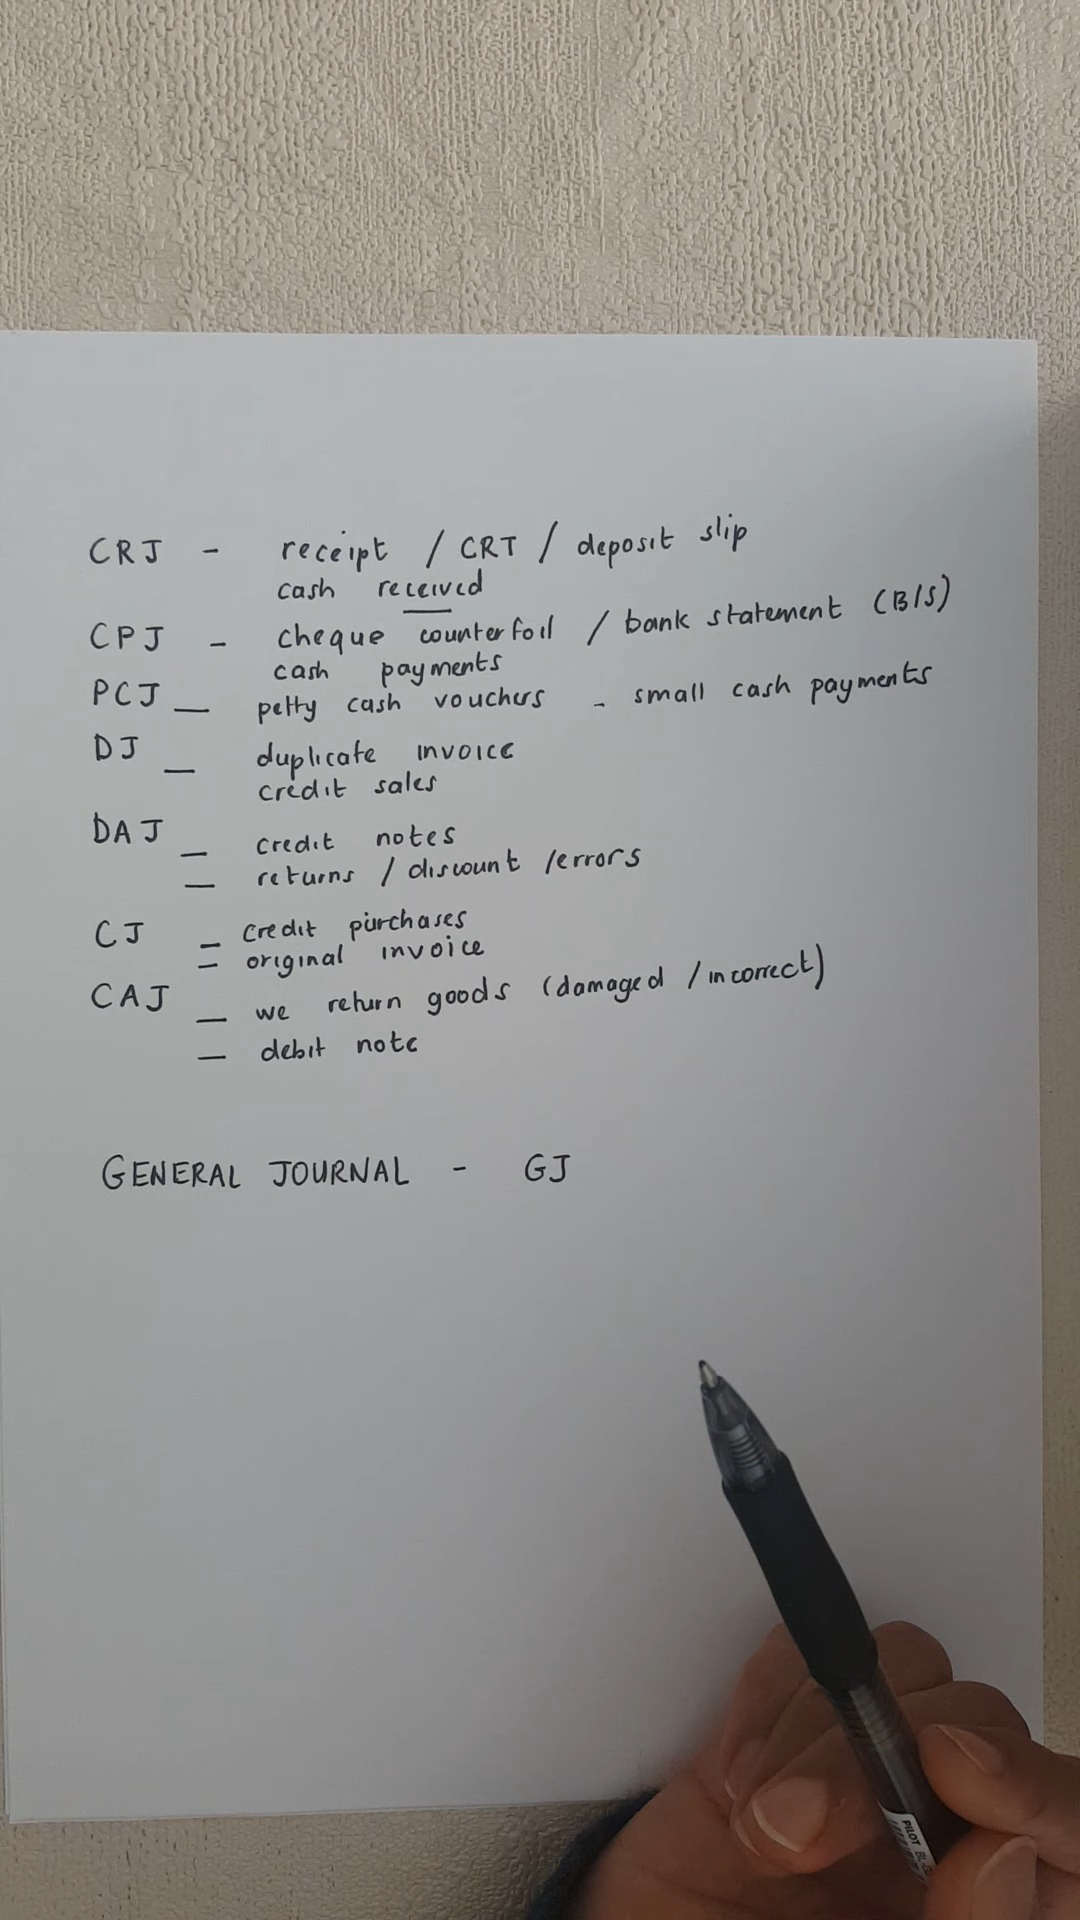 CRJ - receipt / CRT / deposit slip
cash received
CPJ - cheque counterfoil / bank statement (B/S)
cash payments
PCJ - petty cash vouchers - small cash payments
DJ - duplicate invoice
credit sales
DAJ - credit notes
- returns / discount / errors
CJ - credit purchases
- original invoice
CAJ - we return goods (damaged / incorrect)
- debit note
GENERAL JOURNAL - GJ
PILOT